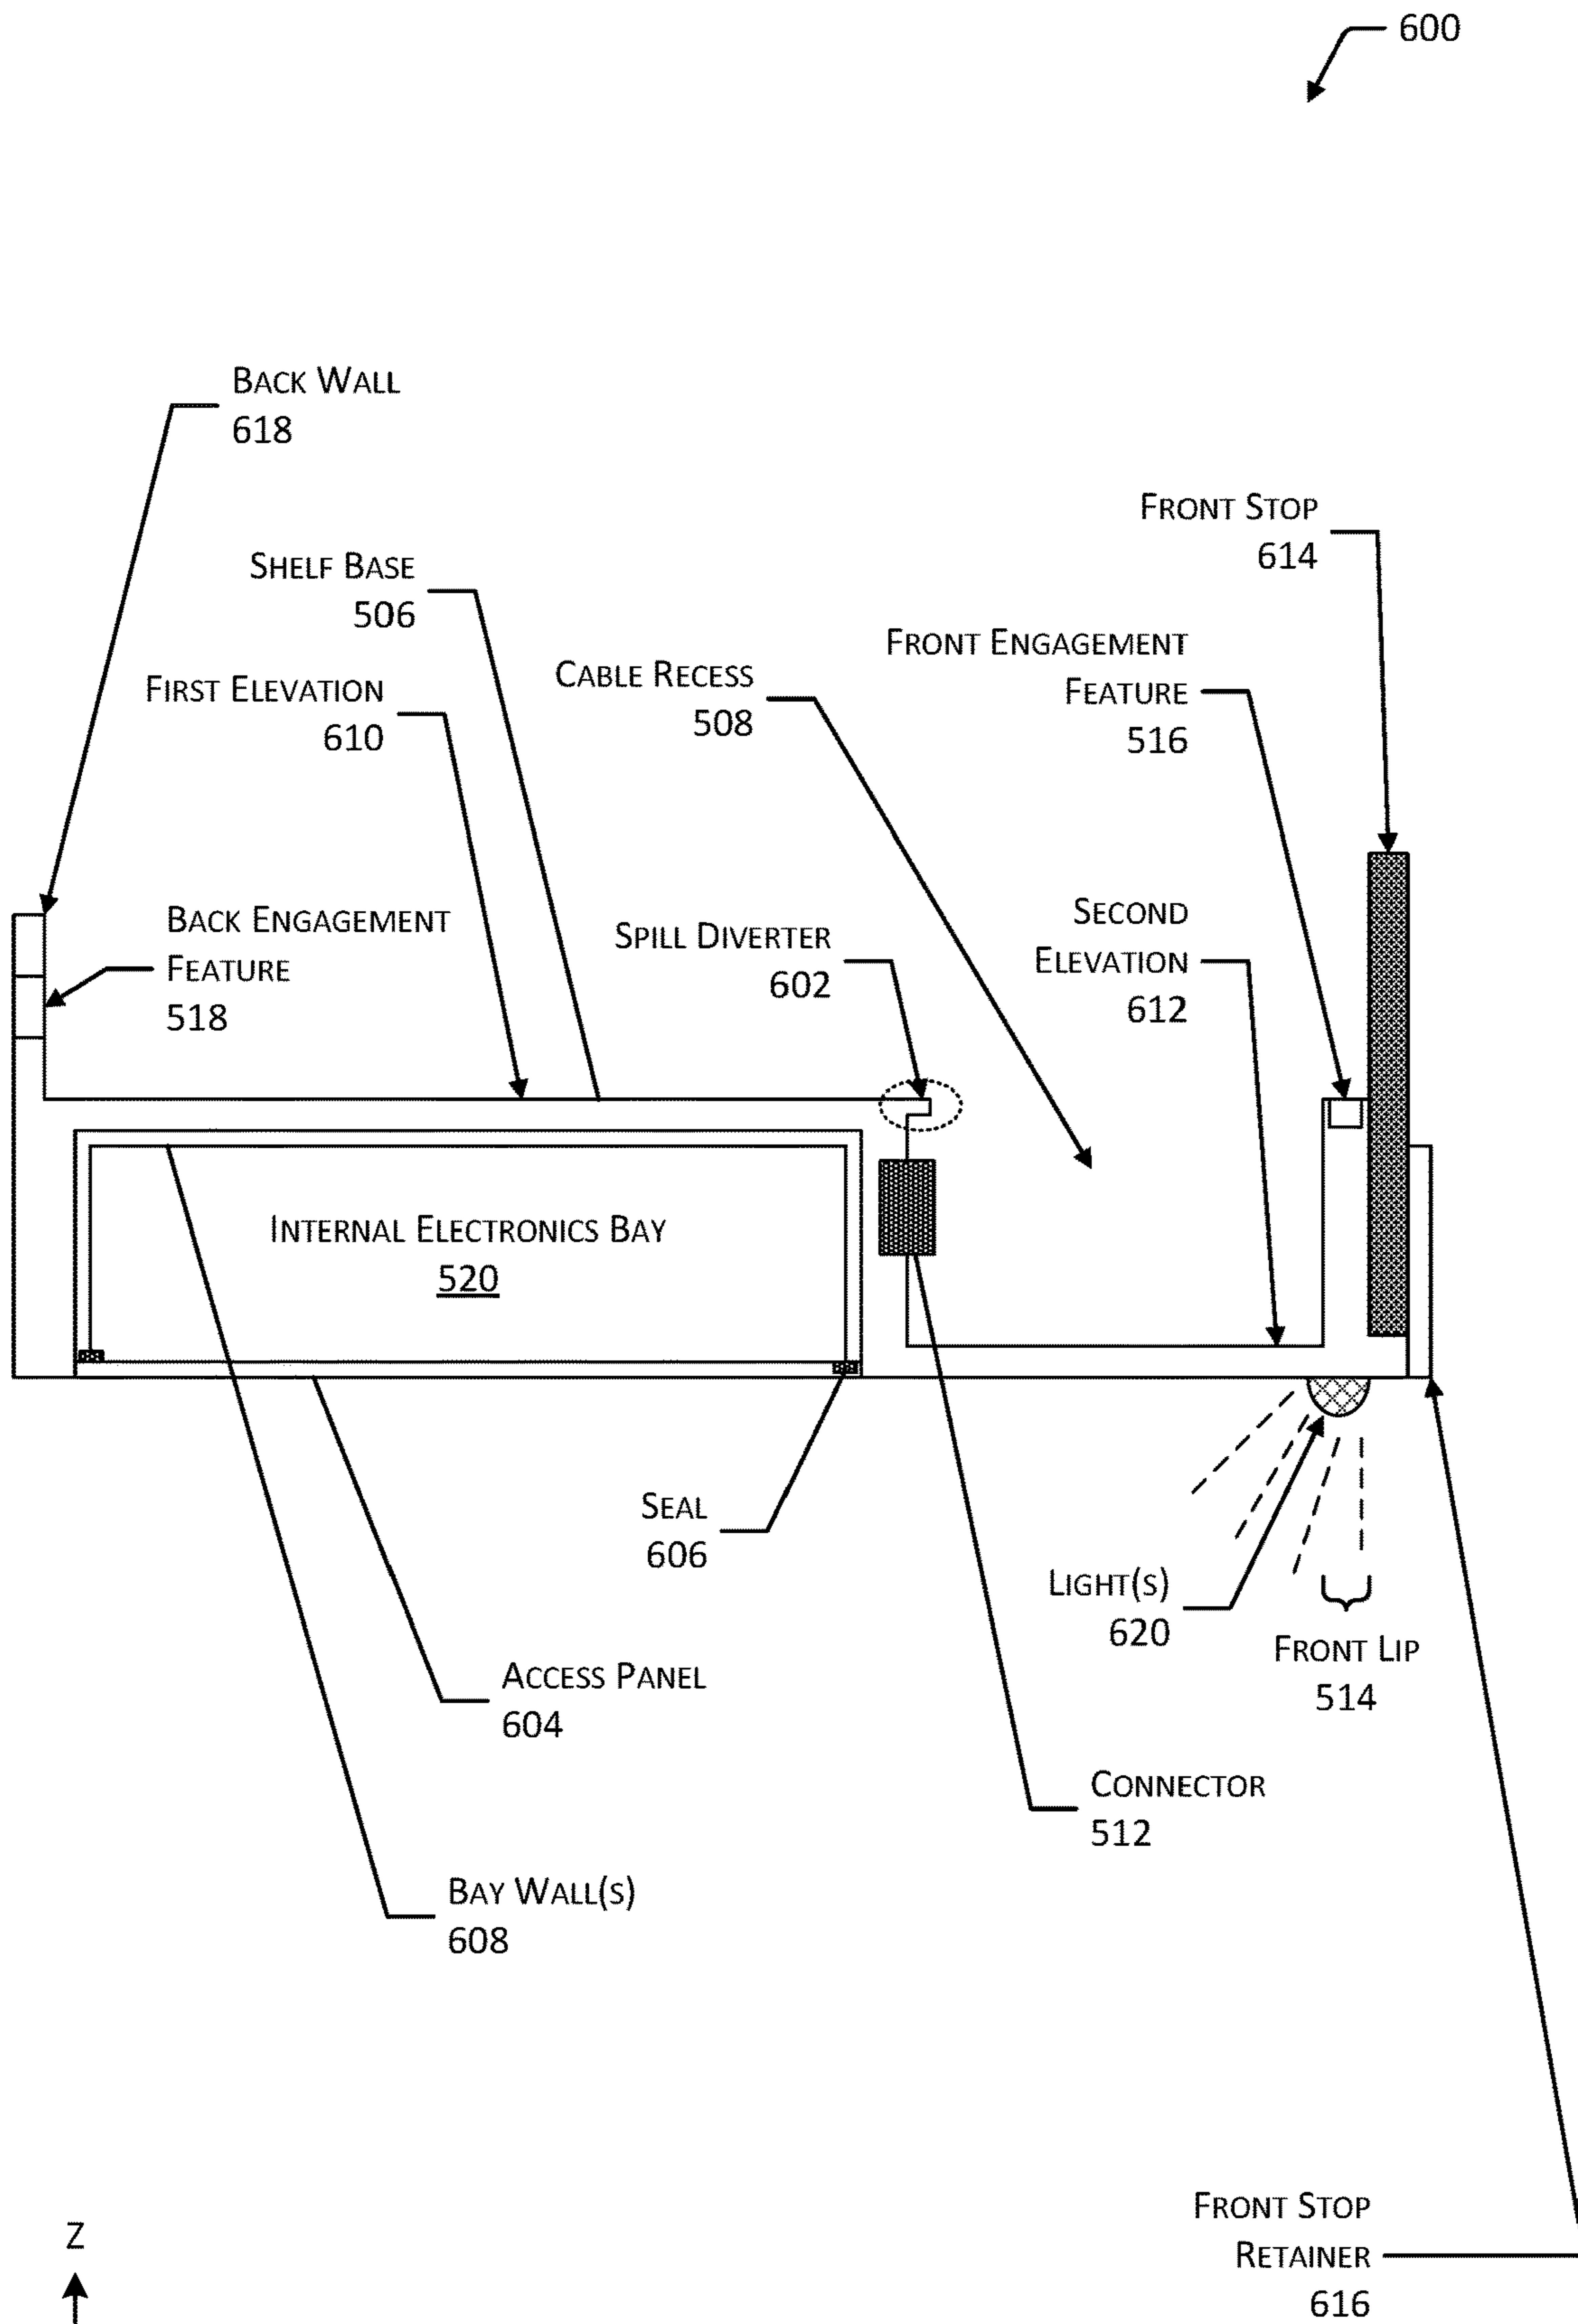 600
BACK WALL
618
FRONT STOP
614
SHELF BASE
506
FRONT ENGAGEMENT
FEATURE
516
CABLE RECESS
508
FIRST ELEVATION
610
BACK ENGAGEMENT
FEATURE
518
SPILL DIVERTER
602
SECOND
ELEVATION
612
INTERNAL ELECTRONICS BAY
520
SEAL
606
LIGHT(S)
620
FRONT LIP
514
ACCESS PANEL
604
CONNECTOR
512
BAY WALL(S)
608
FRONT STOP
RETAINER
616
Z